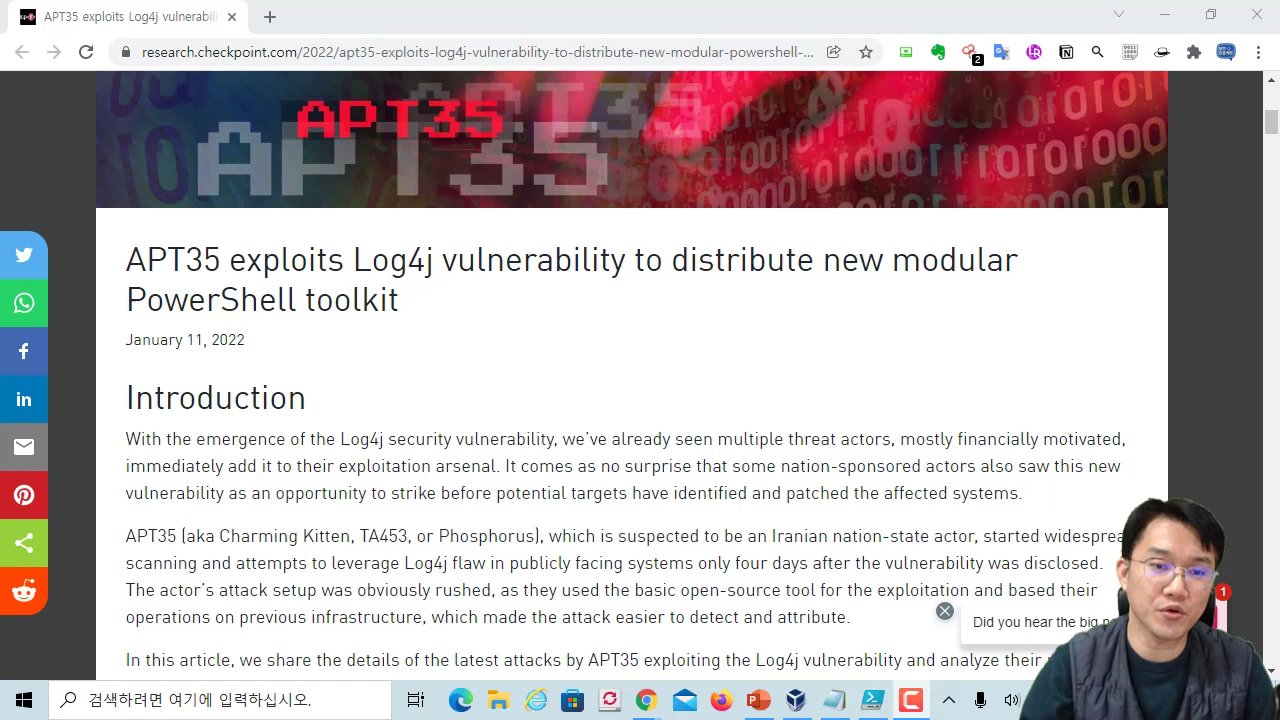 APT35 exploits Log4j vulnerabil
research.checkpoint.com/2022/apt35-exploits-log4j-vulnerability-to-distribute-new-modular-powershell-...
2
APT35
APT35
APT35
APT35 exploits Log4j vulnerability to distribute new modular
PowerShell toolkit
January 11, 2022
Introduction
With the emergence of the Log4j security vulnerability, we've already seen multiple threat actors, mostly financially motivated,
immediately add it to their exploitation arsenal. It comes as no surprise that some nation-sponsored actors also saw this new
vulnerability as an opportunity to strike before potential targets have identified and patched the affected systems.
APT35 (aka Charming Kitten, TA453, or Phosphorus), which is suspected to be an Iranian nation-state actor, started widesprea
scanning and attempts to leverage Log4j flaw in publicly facing systems only four days after the vulnerability was disclosed.
The actor's attack setup was obviously rushed, as they used the basic open-source tool for the exploitation and based their
operations on previous infrastructure, which made the attack easier to detect and attribute.
1
Did you hear the big
In this article, we share the details of the latest attacks by APT35 exploiting the Log4j vulnerability and analyze their
검색하려면 여기에 입력하십시오.